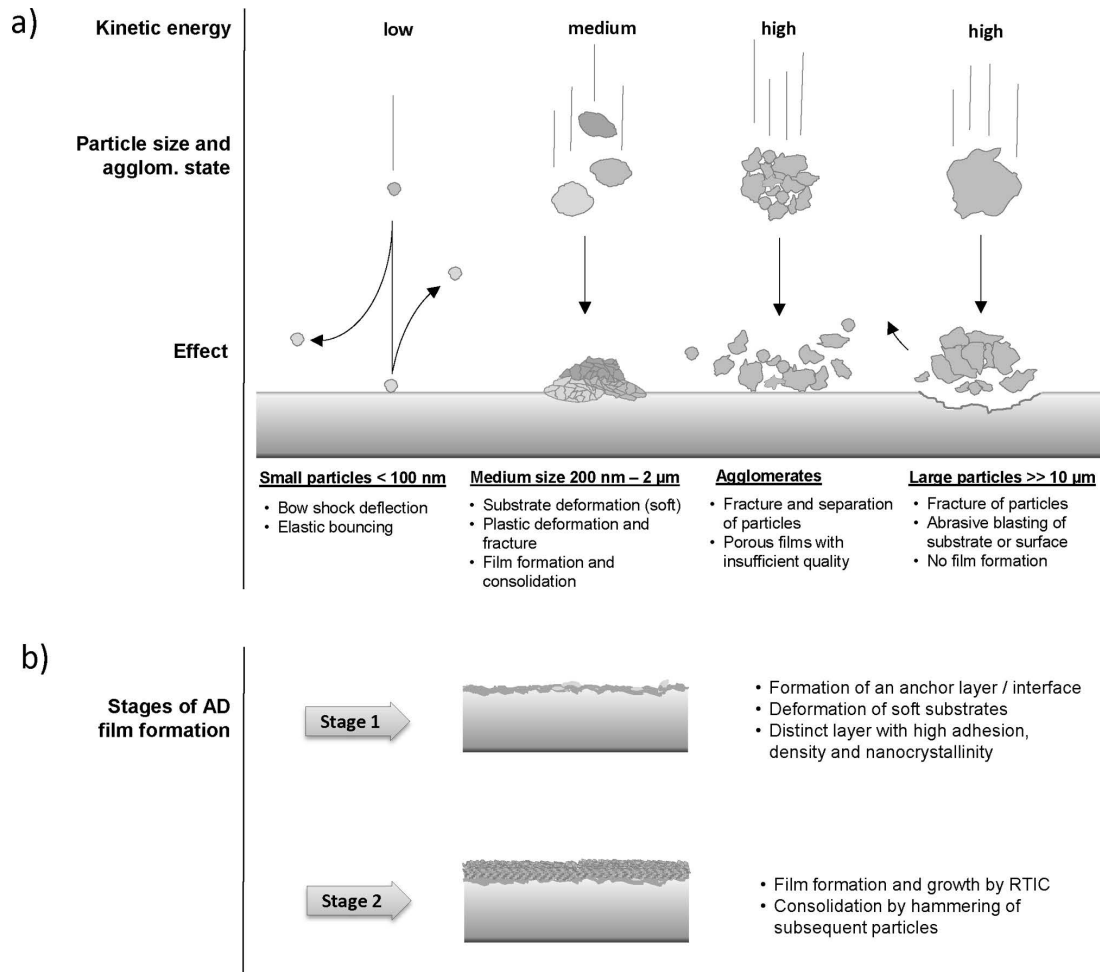 a)
Kinetic energy
low
medium
high
high
Particle size and
agglom. state
Effect
Small particles < 100 nm
• Bow shock deflection
• Elastic bouncing
Medium size 200 nm – 2 µm
• Substrate deformation (soft)
• Plastic deformation and
fracture
• Film formation and
consolidation
Agglomerates
• Fracture and separation
of particles
• Porous films with
insufficient quality
Large particles >> 10 µm
• Fracture of particles
• Abrasive blasting of
substrate or surface
• No film formation
b)
Stages of AD
film formation
Stage 1
• Formation of an anchor layer / interface
• Deformation of soft substrates
• Distinct layer with high adhesion,
density and nanocrystallinity
Stage 2
• Film formation and growth by RTIC
• Consolidation by hammering of
subsequent particles